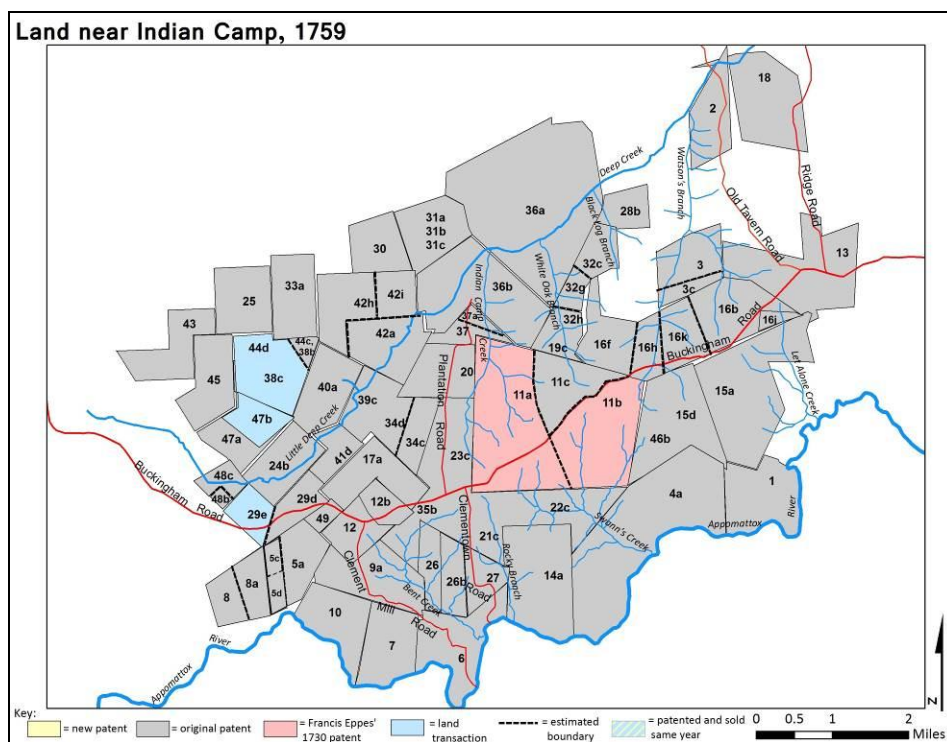 Land near Indian Camp, 1759
18
2
Deep Creek
Watson's Branch
Old Tavern Road
Ridge Road
36a
28b
31a
31b
31c
30
13
3
3c
32c
32g
32h
33a
25
42h
42i
42a
36b
Indian Camp
Creek
White Oak Branch
37a
37
19c
16f
16h
16k
16b
16j
Buckingham
Road
Let Alone Creek
43
44d
44c,
38b
45
38c
40a
39c
47b
47a
Little Deep Creek
24b
41d
34d
34c
Plantation
Road
20
11a
11c
11b
15d
15a
46b
23c
17a
48c
48b
29e
29d
49
12b
12
35b
Buckingham
Road
Clementown
Road
22c
Swann's Creek
4a
1
Appomattox
River
21c
Rocky Branch
14a
5c
5a
5d
8a
8
9a
26
26b
27
Bent Creek
Clement
Mill
Road
10
7
6
Appomattox
River
N
Key:
= new patent
= original patent
= Francis Eppes'
1730 patent
= land
transaction
= estimated
boundary
= patented and sold
same year
0 0.5 1 2
Miles